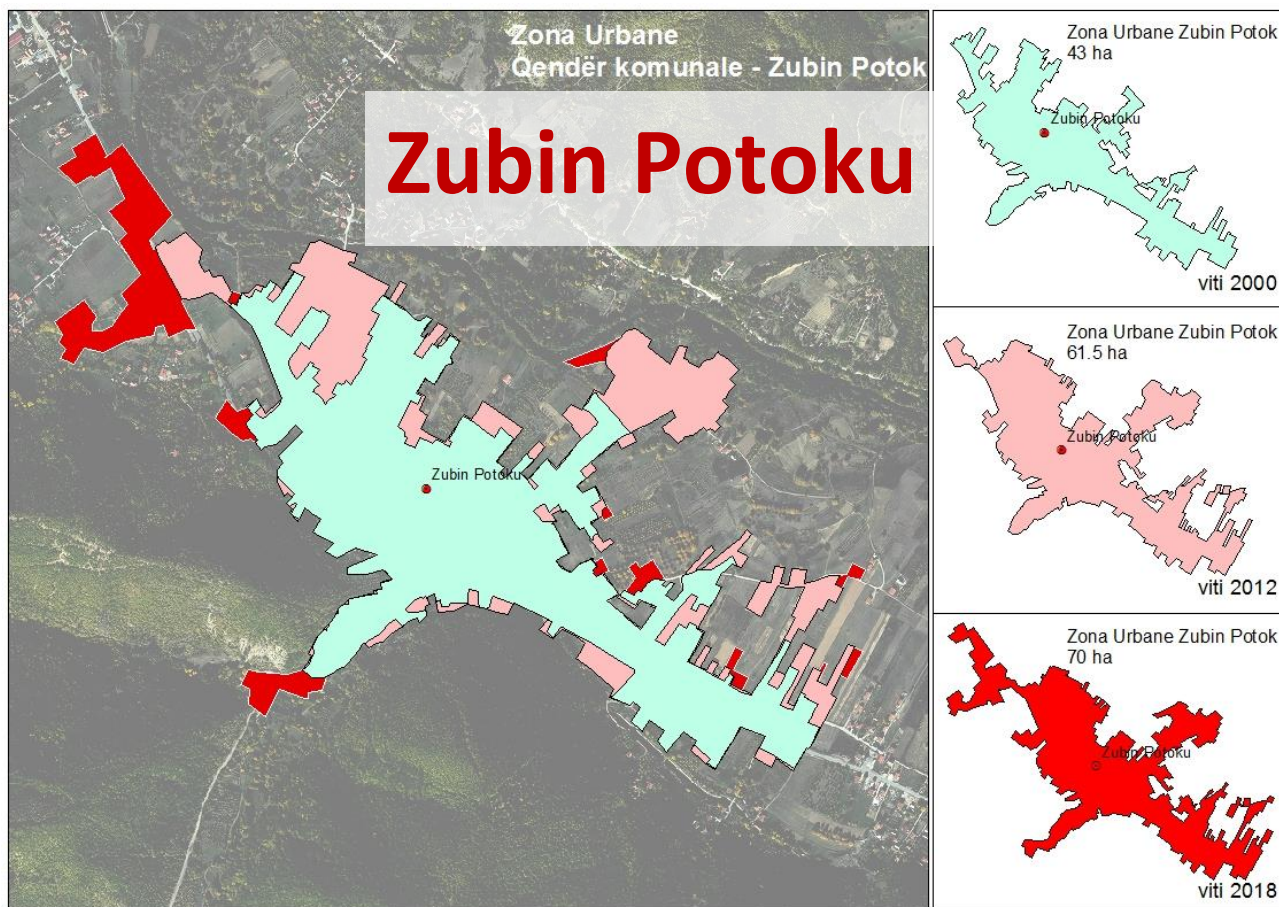 Zona Urbane
Qendër komunale - Zubin Potok
Zubin Potoku
Zubin Potoku
Zona Urbane Zubin Potok
43 ha
Zubin Potoku
viti 2000
Zona Urbane Zubin Potok
61.5 ha
Zubin Potoku
viti 2012
Zona Urbane Zubin Potok
70 ha
Zubin Potoku
viti 2018